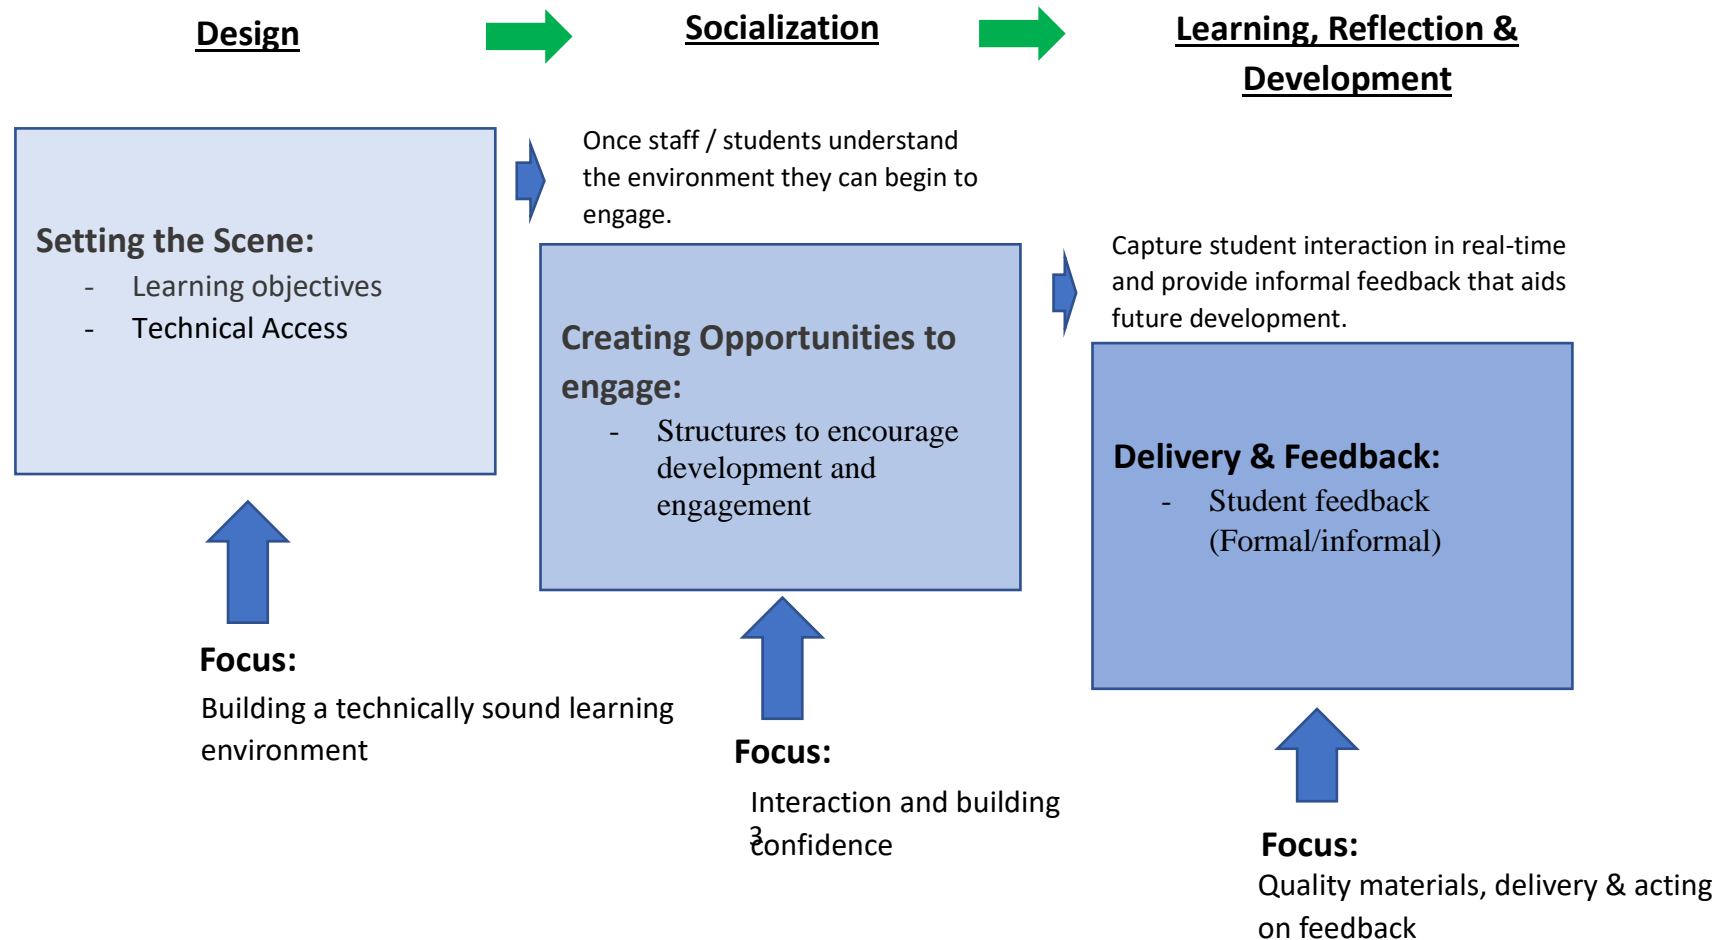 Design
Socialization
Learning, Reflection &
Development
Once staff / students understand
the environment they can begin to
engage.
Setting the Scene:
- Learning objectives
- Technical Access
Capture student interaction in real-time
and provide informal feedback that aids
future development.
Creating Opportunities to
engage:
- Structures to encourage
development and
engagement
Delivery & Feedback:
- Student feedback
(Formal/informal)
Focus:
Building a technically sound learning
environment
Focus:
Interaction and building
confidence
3
Focus:
Quality materials, delivery & acting
on feedback